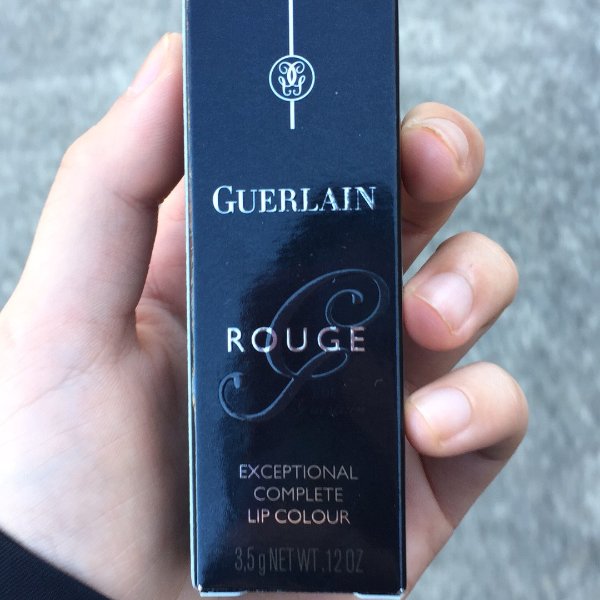 GUERLAIN
ROUGE
G
EXCEPTIONAL
COMPLETE
LIP COLOUR
3.5 g NET WT. .12 OZ